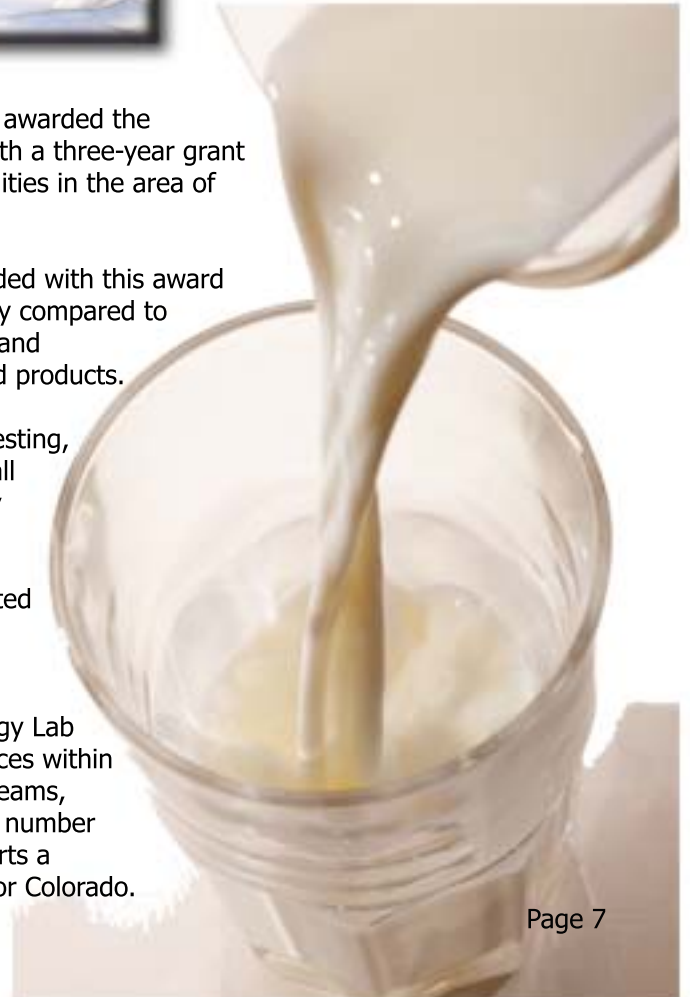 awarded the
th a three-year grant
ities in the area of
ded with this award
y compared to
and
d products.
esting,
all
ted
gy Lab
ces within
eams,
number
rts a
or Colorado.
Page 7